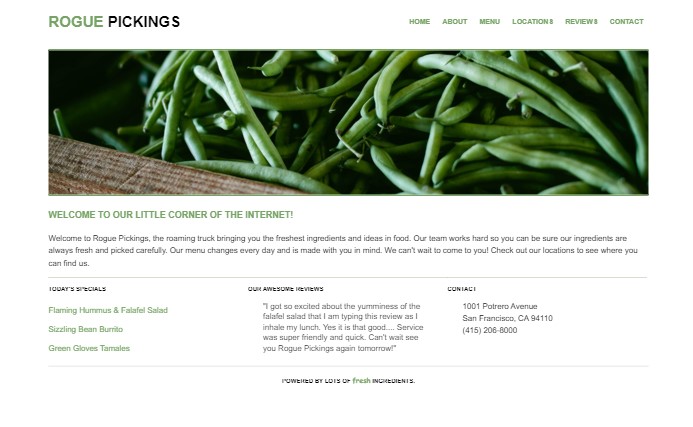 ROGUE PICKINGS
HOME ABOUT MENU LOCATIONS REVIEWS CONTACT
WELCOME TO OUR LITTLE CORNER OF THE INTERNET!
Welcome to Rogue Pickings, the roaming truck bringing you the freshest ingredients and ideas in food. Our team works hard so you can be sure our ingredients are
always fresh and picked carefully. Our menu changes every day and is made with you in mind. We can't wait to come to you! Check out our locations to see where you
can find us.
TODAY'S SPECIALS
Flaming Hummus & Falafel Salad
Sizzling Bean Burrito
Green Gloves Tamales
OUR AWESOME REVIEWS
"I got so excited about the yumminess of the
falafel salad that I am typing this review as I
inhale my lunch. Yes it is that good.... Service
was super friendly and quick. Can't wait see
you Rogue Pickings again tomorrow!"
CONTACT
1001 Potrero Avenue
San Francisco, CA 94110
(415) 206-8000
POWERED BY LOTS OF fresh INGREDIENTS.